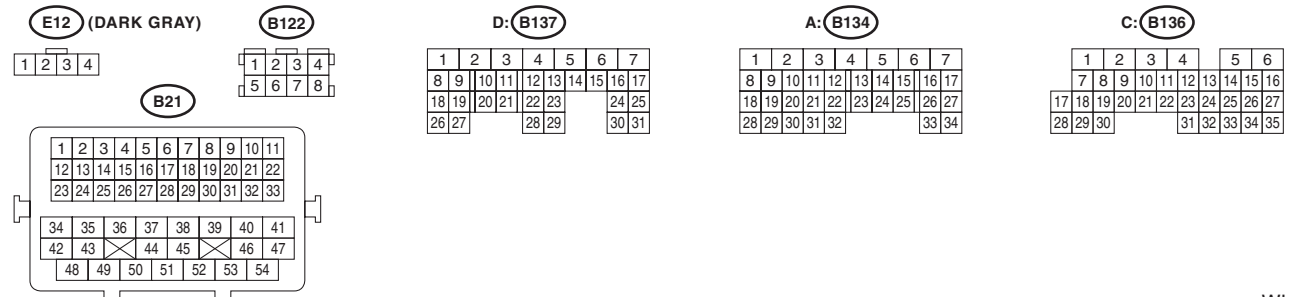 E12 (DARK GRAY)
1 2 3 4
B122
1 2 3 4
5 6 7 8
B21
1 2 3 4 5 6 7 8 9 10 11
12 13 14 15 16 17 18 19 20 21 22
23 24 25 26 27 28 29 30 31 32 33
34 35 36 37 38 39 40 41
42 43 44 45 46 47
48 49 50 51 52 53 54
D: B137
1 2 3 4 5 6 7
8 9 10 11 12 13 14 15 16 17
18 19 20 21 22 23 24 25
26 27 28 29 30 31
A: B134
1 2 3 4 5 6 7
8 9 10 11 12 13 14 15 16 17
18 19 20 21 22 23 24 25 26 27
28 29 30 31 32 33 34
C: B136
1 2 3 4 5 6
7 8 9 10 11 12 13 14 15 16
17 18 19 20 21 22 23 24 25 26 27
28 29 30 31 32 33 34 35